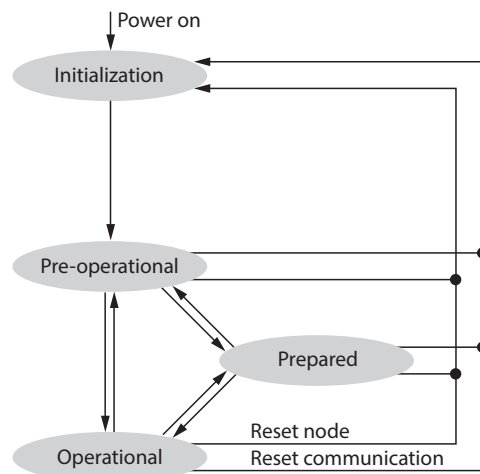 Power on
Initialization
Pre-operational
Prepared
Reset node
Operational
Reset communication